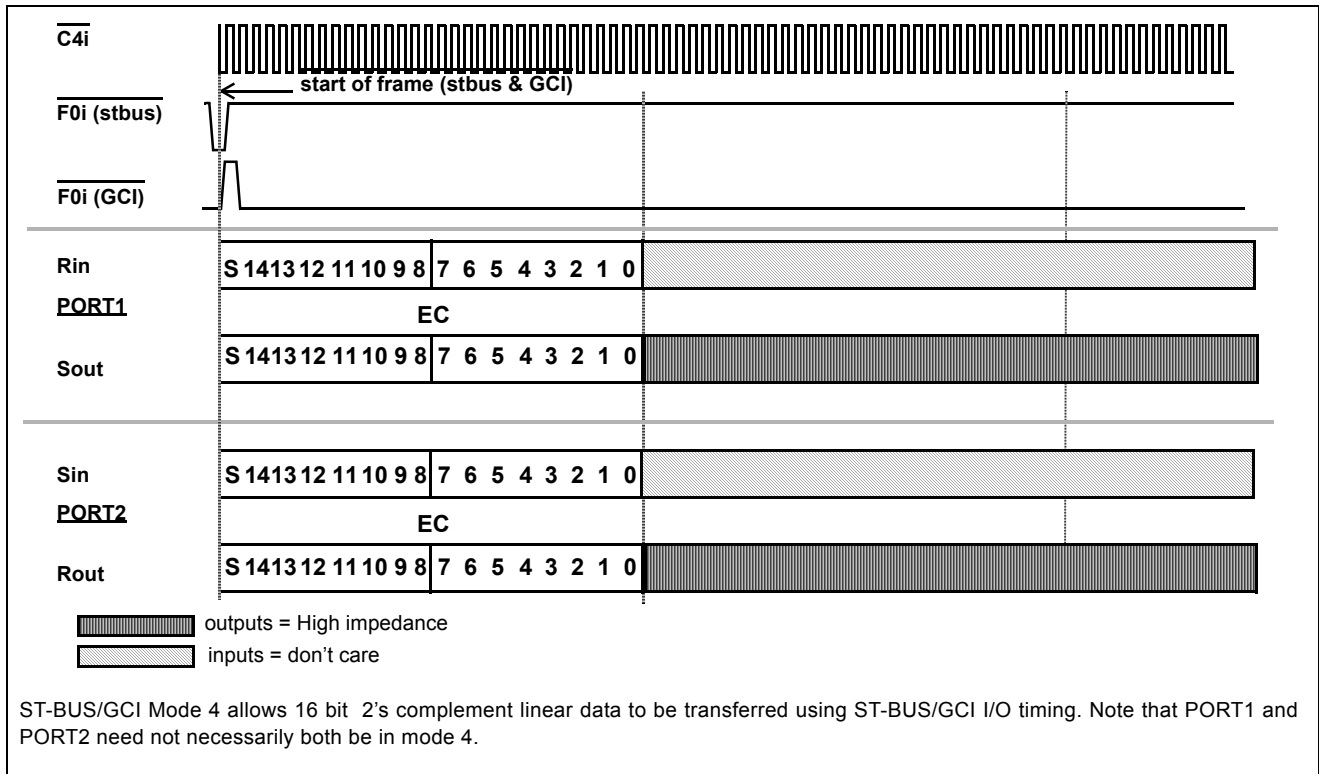 C4i
start of frame (stbus & GCI)
F0i (stbus)
F0i (GCI)
Rin
S 14 13 12 11 10 9 8 7 6 5 4 3 2 1 0
PORT1
EC
Sout
S 14 13 12 11 10 9 8 7 6 5 4 3 2 1 0
Sin
S 14 13 12 11 10 9 8 7 6 5 4 3 2 1 0
PORT2
EC
Rout
S 14 13 12 11 10 9 8 7 6 5 4 3 2 1 0
outputs = High impedance
inputs = don't care
ST-BUS/GCI Mode 4 allows 16 bit 2's complement linear data to be transferred using ST-BUS/GCI I/O timing. Note that PORT1 and
PORT2 need not necessarily both be in mode 4.